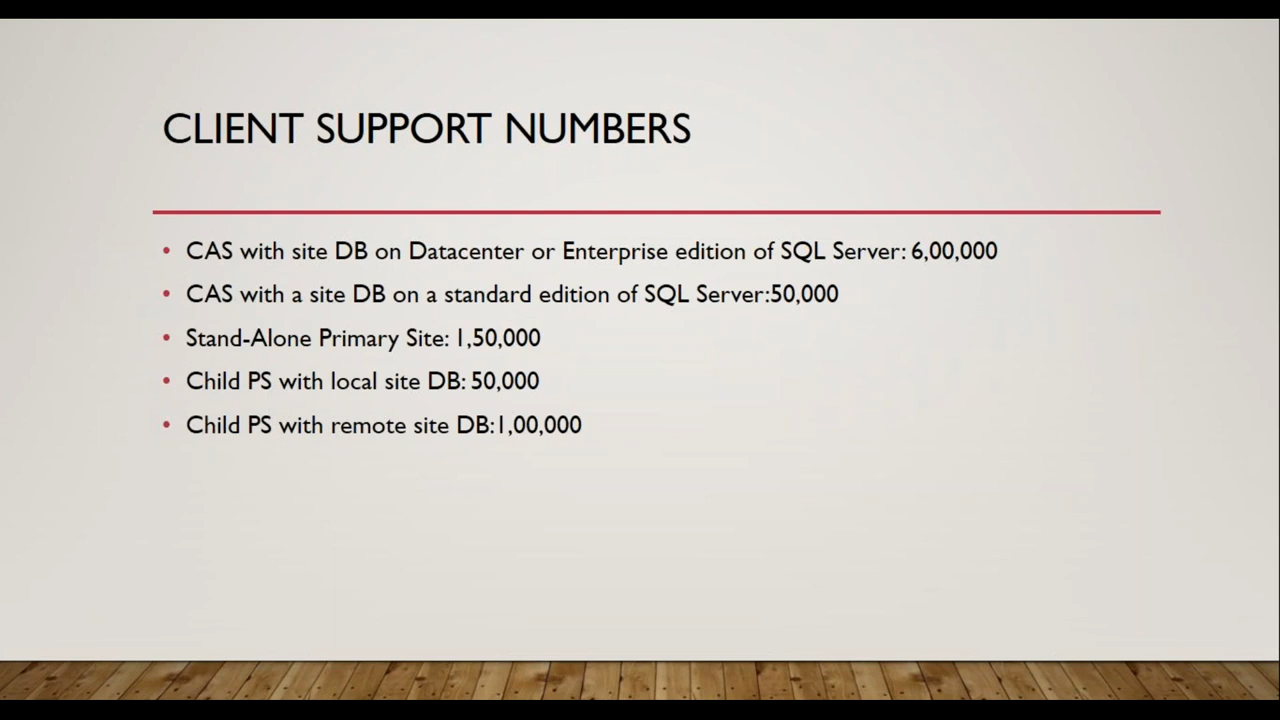 CLIENT SUPPORT NUMBERS
• CAS with site DB on Datacenter or Enterprise edition of SQL Server: 6,00,000
• CAS with a site DB on a standard edition of SQL Server:50,000
• Stand-Alone Primary Site: 1,50,000
• Child PS with local site DB: 50,000
• Child PS with remote site DB:1,00,000